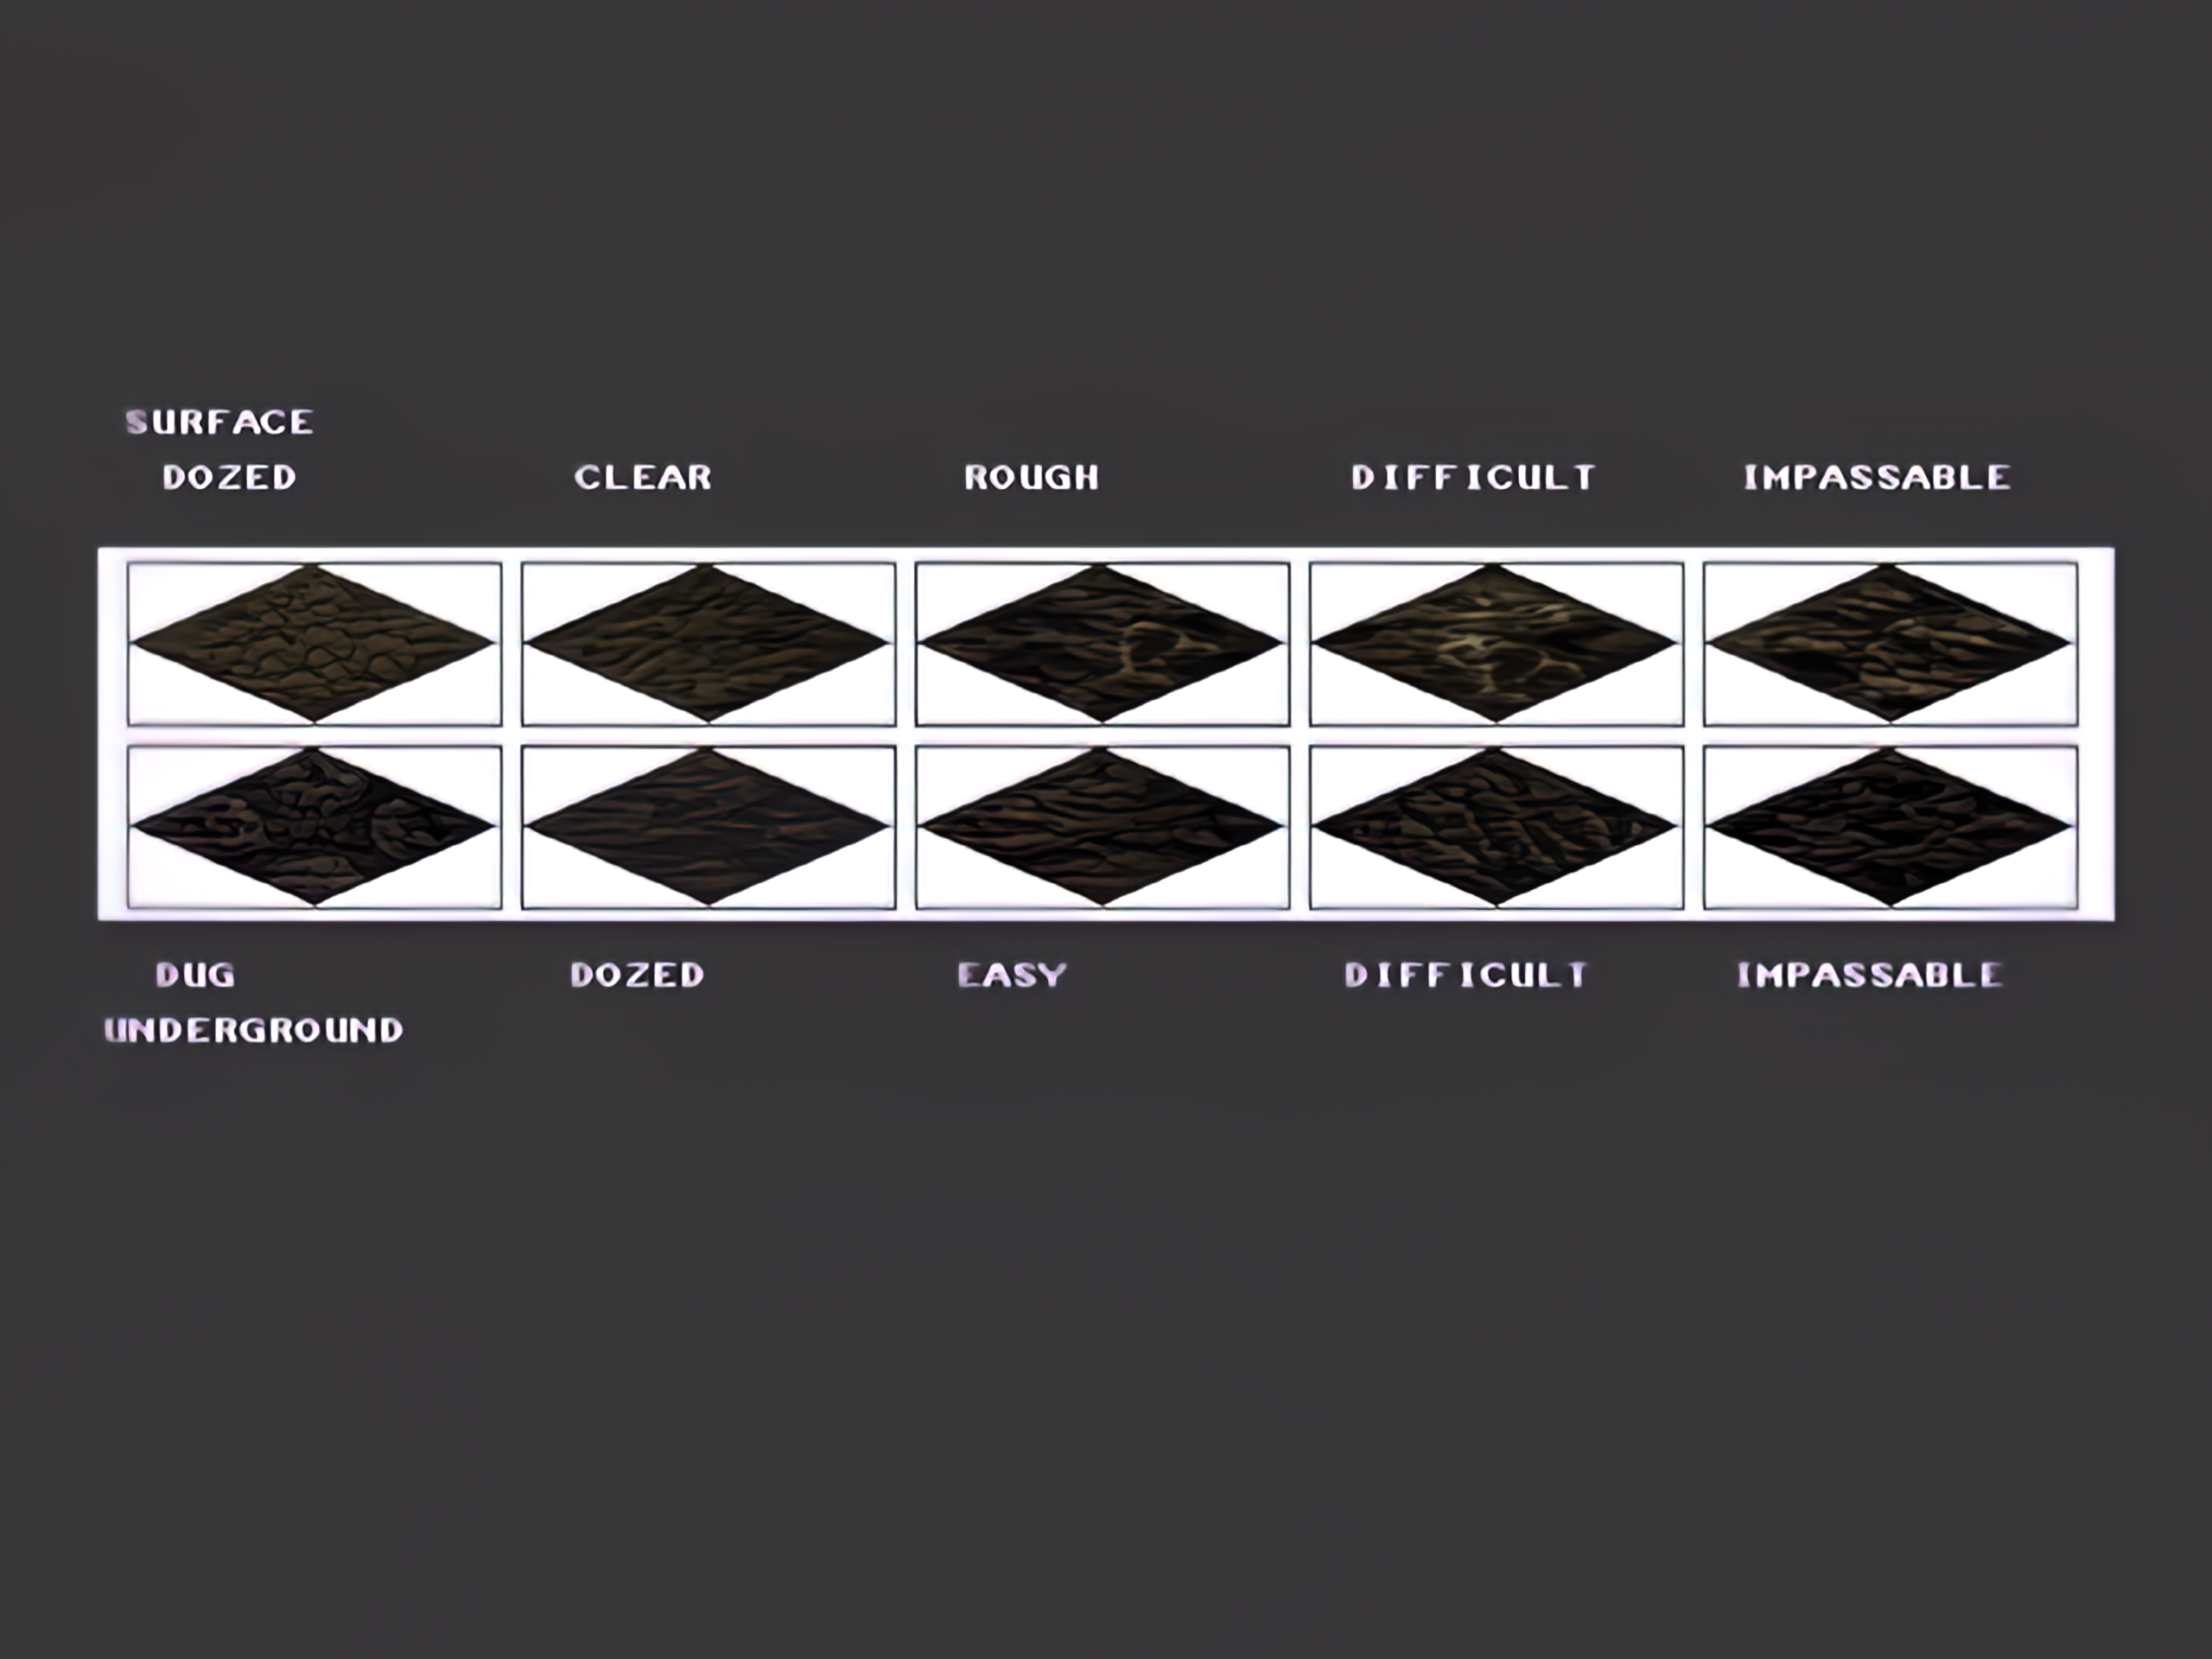 SURFACE
DOZED CLEAR ROUGH DIFFICULT IMPASSABLE
DUG DOZED EASY DIFFICULT IMPASSABLE
UNDERGROUND